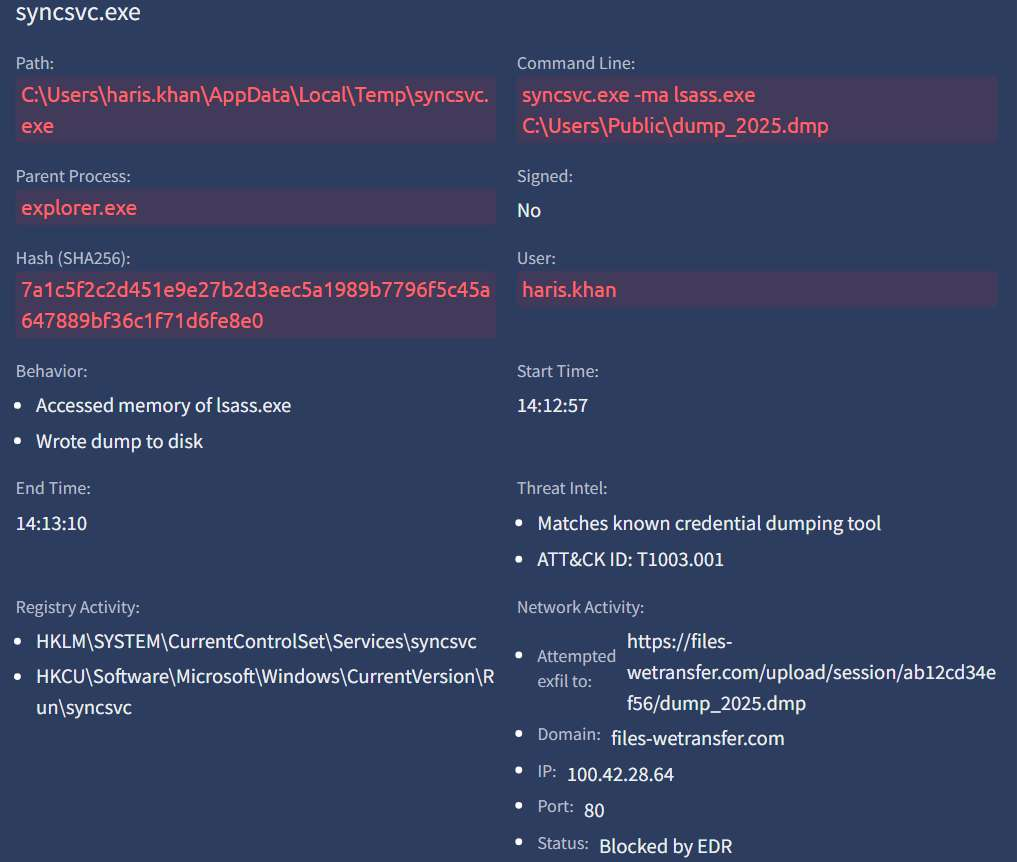 syncsvc.exe
Path:
C:\Users\haris.khan\AppData\Local\Temp\syncsvc.
exe
Command Line:
syncsvc.exe -ma lsass.exe
C:\Users\Public\dump_2025.dmp
Parent Process:
explorer.exe
Signed:
No
Hash (SHA256):
7a1c5f2c2d451e9e27b2d3eec5a1989b7796f5c45a
647889bf36c1f71d6fe8e0
User:
haris.khan
Behavior:
• Accessed memory of lsass.exe
• Wrote dump to disk
Start Time:
14:12:57
End Time:
14:13:10
Threat Intel:
• Matches known credential dumping tool
• ATT&CK ID: T1003.001
Registry Activity:
• HKLM\SYSTEM\CurrentControlSet\Services\syncsvc
• HKCU\Software\Microsoft\Windows\CurrentVersion\R
un\syncsvc
Network Activity:
• Attempted
exfil to:
https://files-
wetransfer.com/upload/session/ab12cd34e
f56/dump_2025.dmp
• Domain: files-wetransfer.com
• IP: 100.42.28.64
• Port: 80
• Status: Blocked by EDR